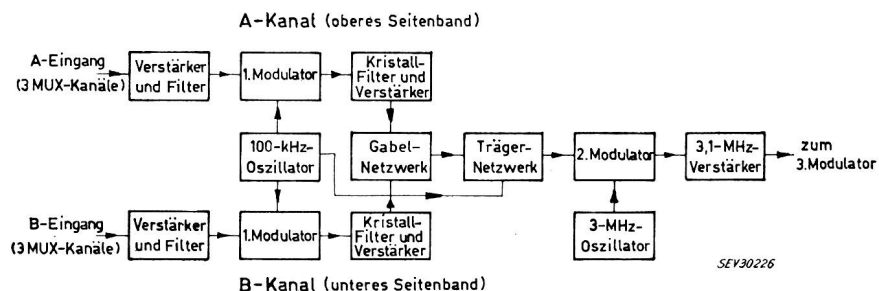 A-Kanal (oberes Seitenband)
A-Eingang
(3 MUX-Kanäle)
Verstärker
und Filter
1.Modulator
Kristall-
Filter und
Verstärker
100-kHz-
Oszillator
Gabel-
Netzwerk
Träger-
Netzwerk
2.Modulator
3,1-MHz-
Verstärker
zum
3.Modulator
B-Eingang
(3 MUX-Kanäle)
Verstärker
und Filter
1.Modulator
Kristall-
Filter und
Verstärker
3-MHz-
Oszillator
SEV30226
B-Kanal (unteres Seitenband)